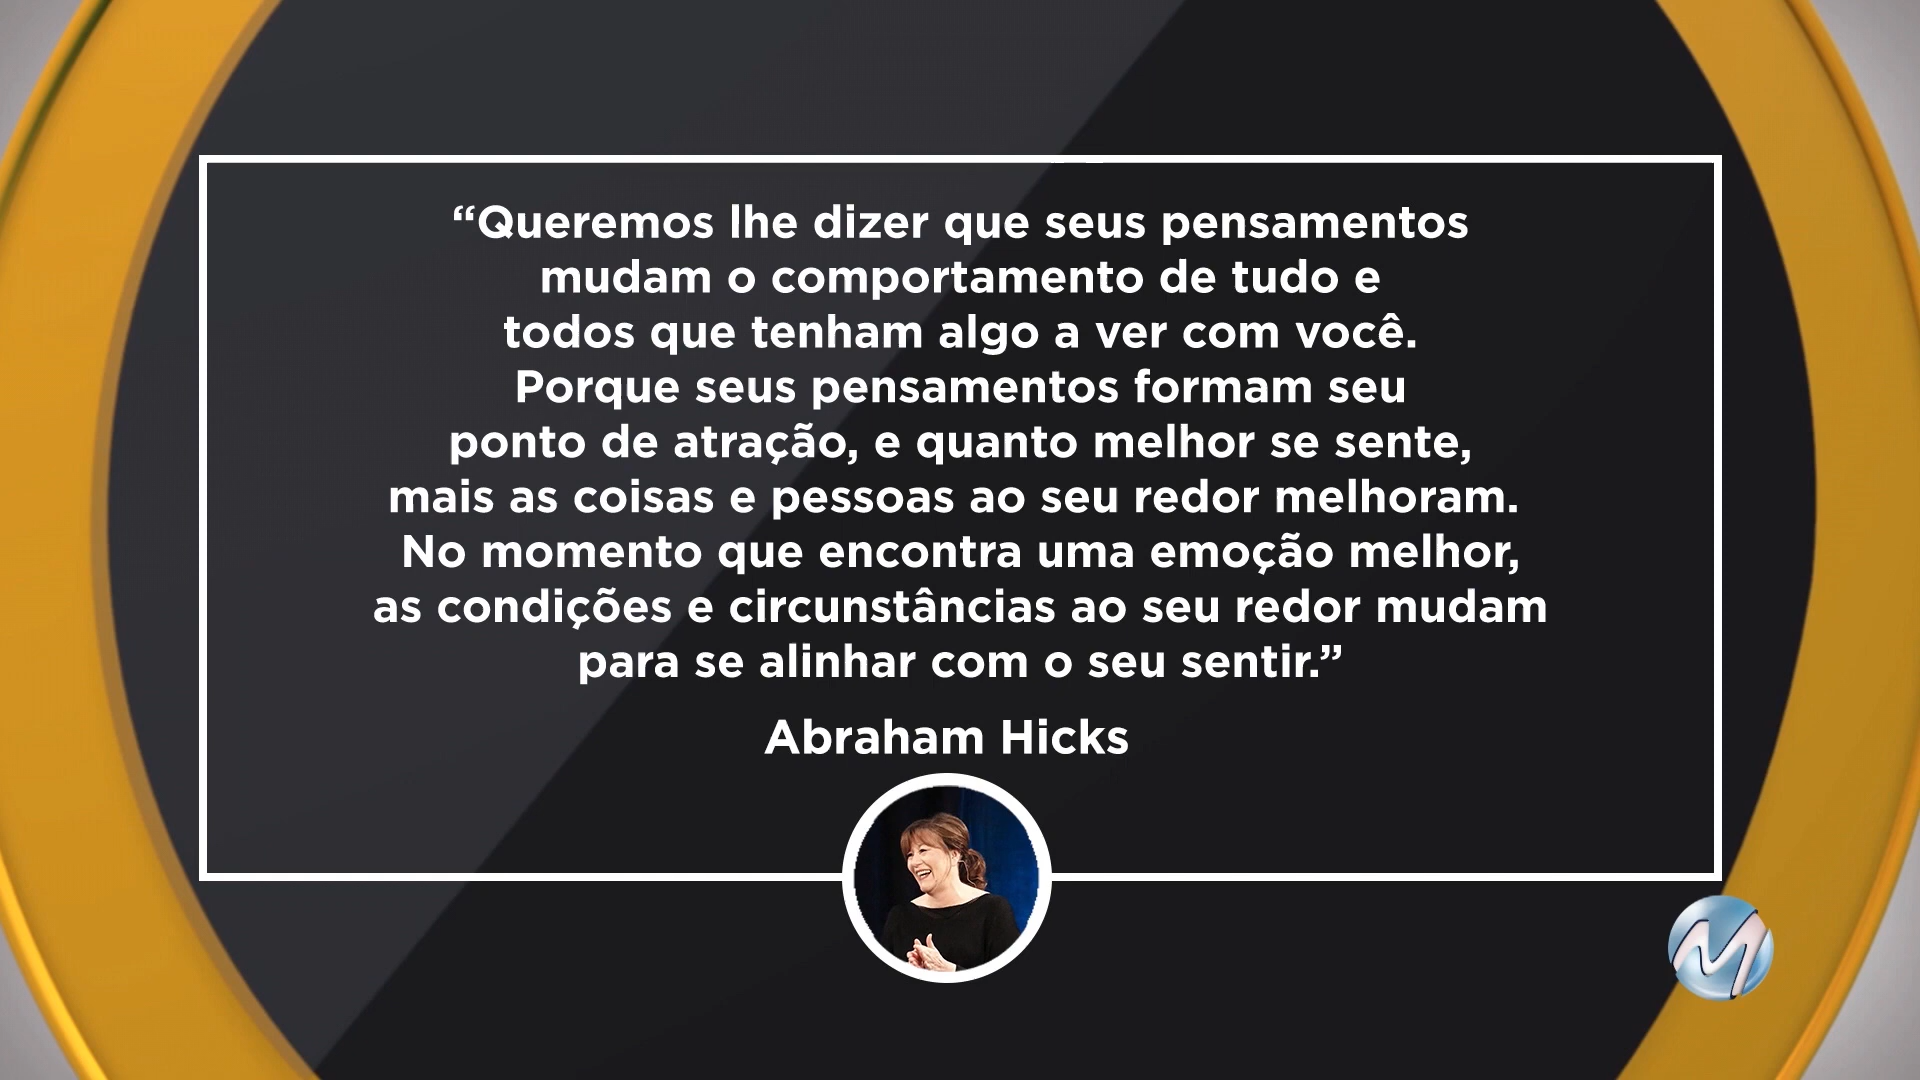 “Queremos lhe dizer que seus pensamentos
mudam o comportamento de tudo e
todos que tenham algo a ver com você.
Porque seus pensamentos formam seu
ponto de atração, e quanto melhor se sente,
mais as coisas e pessoas ao seu redor melhoram.
No momento que encontra uma emoção melhor,
as condições e circunstâncias ao seu redor mudam
para se alinhar com o seu sentir.”
Abraham Hicks
M